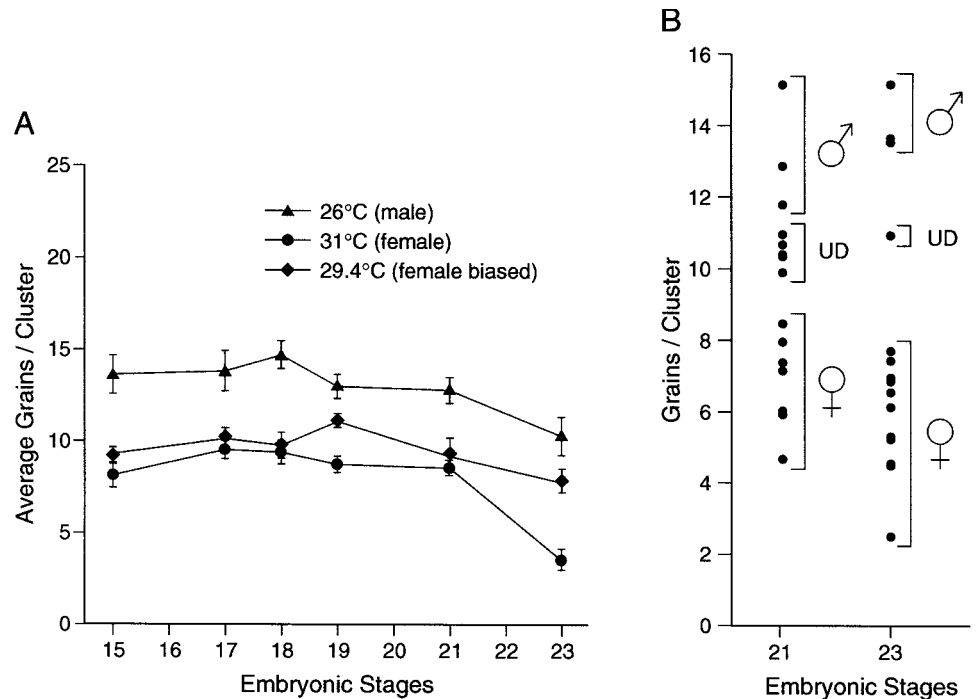 A
Average Grains / Cluster
25
20
15
10
5
0
26°C (male)
31°C (female)
29.4°C (female biased)
15 16 17 18 19 20 21 22 23
Embryonic Stages
B
Grains / Cluster
16
14
12
10
8
6
4
2
0
UD
UD
21 23
Embryonic Stages